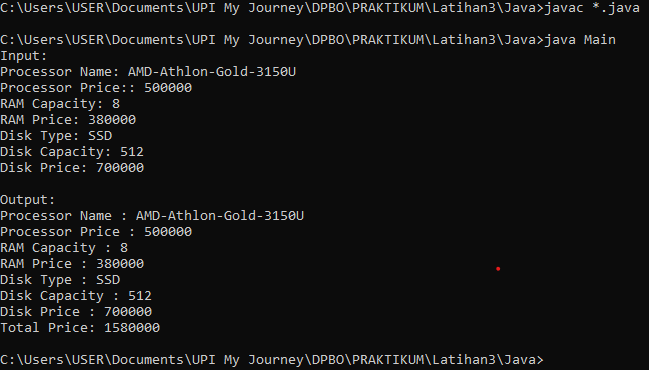 C:\Users\USER\Documents\UPI My Journey\DPBO\PRAKTIKUM\Latihan3\Java>javac *.java
C:\Users\USER\Documents\UPI My Journey\DPBO\PRAKTIKUM\Latihan3\Java>java Main
Input:
Processor Name: AMD-Athlon-Gold-3150U
Processor Price:: 500000
RAM Capacity: 8
RAM Price: 380000
Disk Type: SSD
Disk Capacity: 512
Disk Price: 700000
Output:
Processor Name : AMD-Athlon-Gold-3150U
Processor Price : 500000
RAM Capacity : 8
RAM Price : 380000
Disk Type : SSD
Disk Capacity : 512
Disk Price : 700000
Total Price: 1580000
C:\Users\USER\Documents\UPI My Journey\DPBO\PRAKTIKUM\Latihan3\Java>